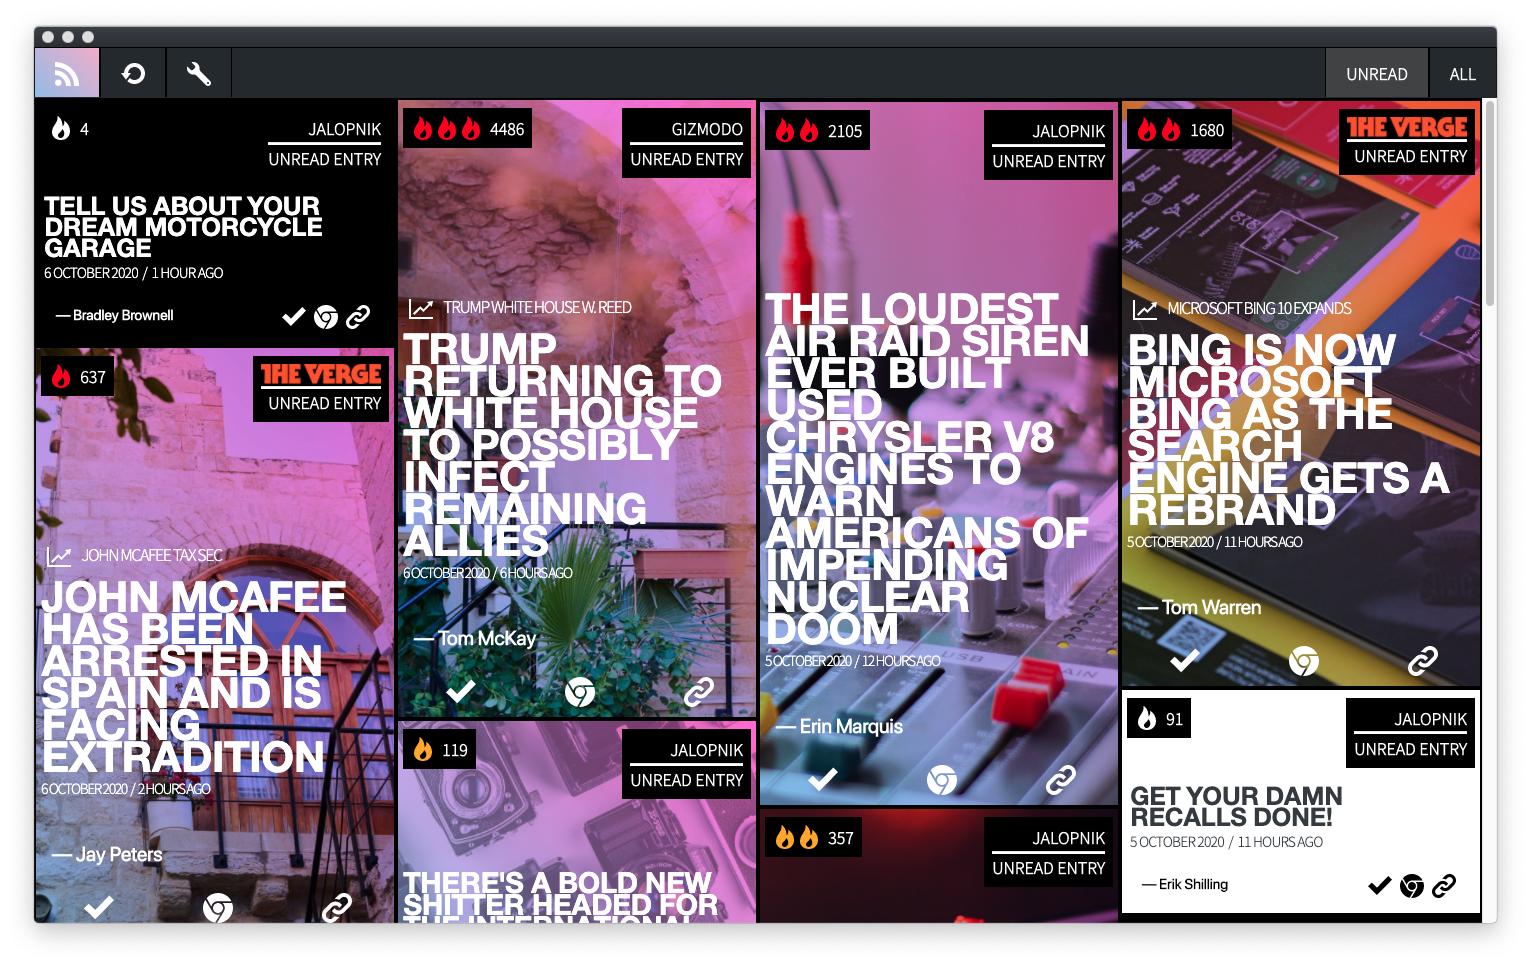 UNREAD
ALL
4
JALOPNIK
UNREAD ENTRY
TELL US ABOUT YOUR
DREAM MOTORCYCLE
GARAGE
6 OCTOBER 2020 / 1 HOUR AGO
— Bradley Brownell
637
THE VERGE
UNREAD ENTRY
JOHN MCAFEE TAX SEC
JOHN MCAFEE
HAS BEEN
ARRESTED IN
SPAIN AND IS
FACING
EXTRADITION
6 OCTOBER 2020 / 2 HOURS AGO
— Jay Peters
4486
GIZMODO
UNREAD ENTRY
TRUMP WHITE HOUSE W. REED
TRUMP
RETURNING TO
WHITE HOUSE
TO POSSIBLY
INFECT
REMAINING
ALLIES
6 OCTOBER 2020 / 6 HOURS AGO
— Tom McKay
119
JALOPNIK
UNREAD ENTRY
THERE'S A BOLD NEW
SHITTER HEADED FOR
THE INTERNATIONAL
2105
JALOPNIK
UNREAD ENTRY
THE LOUDEST
AIR RAID SIREN
EVER BUILT
USED
CHRYSLER V8
ENGINES TO
WARN
AMERICANS OF
IMPENDING
NUCLEAR
DOOM
5 OCTOBER 2020 / 12 HOURS AGO
— Erin Marquis
357
JALOPNIK
UNREAD ENTRY
1680
THE VERGE
UNREAD ENTRY
MICROSOFT BING 10 EXPANDS
BING IS NOW
MICROSOFT
BING AS THE
SEARCH
ENGINE GETS A
REBRAND
5 OCTOBER 2020 / 11 HOURS AGO
— Tom Warren
91
JALOPNIK
UNREAD ENTRY
GET YOUR DAMN
RECALLS DONE!
5 OCTOBER 2020 / 11 HOURS AGO
— Erik Shilling